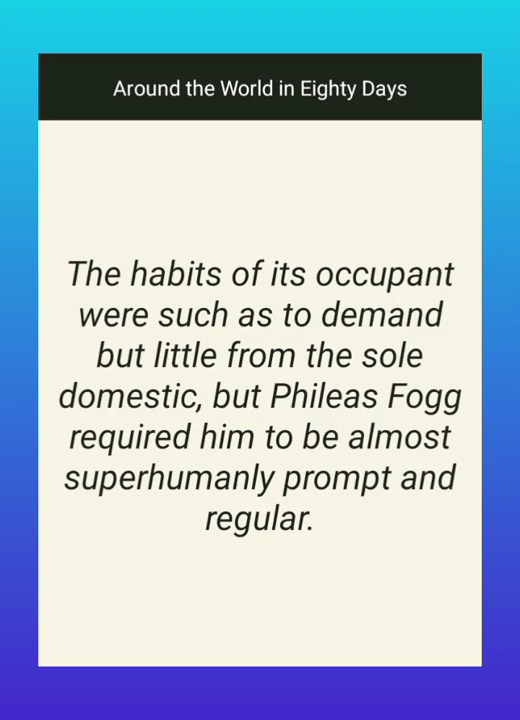 Around the World in Eighty Days
The habits of its occupant
were such as to demand
but little from the sole
domestic, but Phileas Fogg
required him to be almost
superhumanly prompt and
regular.